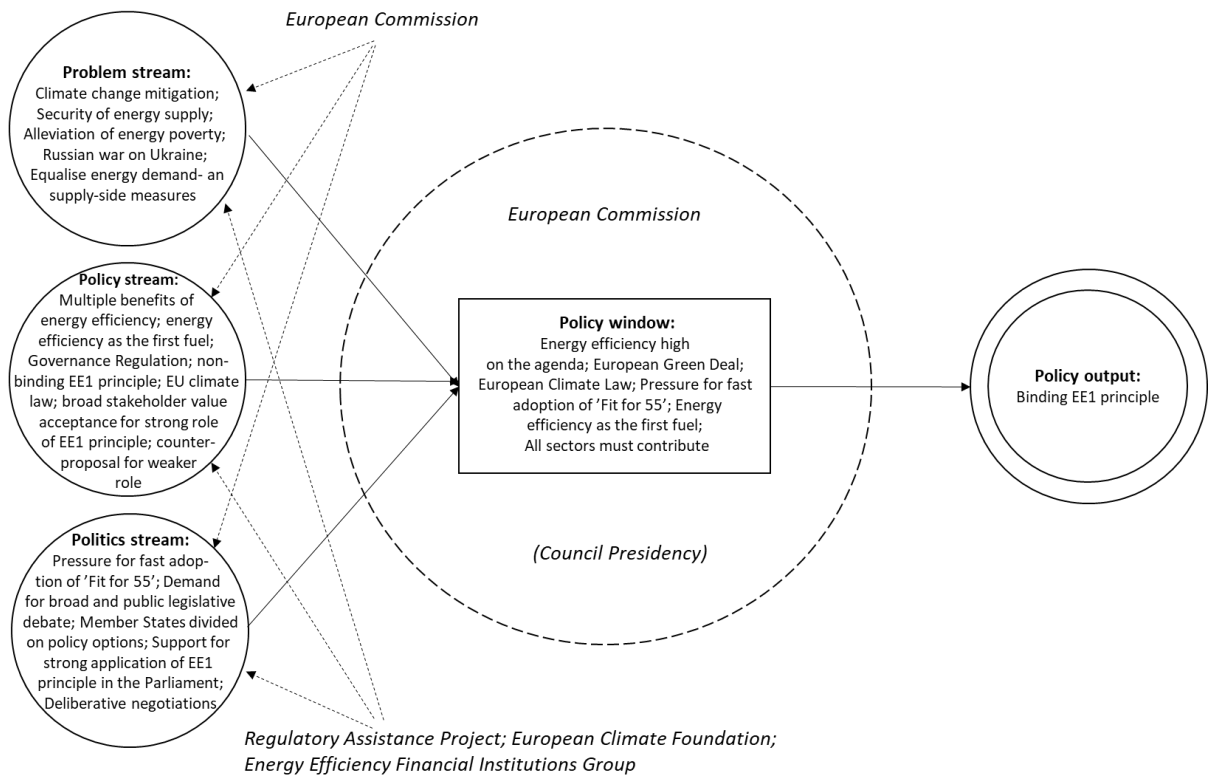 European Commission
Problem stream:
Climate change mitigation;
Security of energy supply;
Alleviation of energy poverty;
Russian war on Ukraine;
Equalise energy demand- an
supply-side measures
Policy stream:
Multiple benefits of
energy efficiency; energy
efficiency as the first fuel;
Governance Regulation; non-
binding EE1 principle; EU climate
law; broad stakeholder value
acceptance for strong role
of EE1 principle; counter-
proposal for weaker
role
Politics stream:
Pressure for fast adop-
tion of ’Fit for 55’; Demand
for broad and public legislative
debate; Member States divided
on policy options; Support for
strong application of EE1
principle in the Parliament;
Deliberative negotiations
European Commission
Policy window:
Energy efficiency high
on the agenda; European Green Deal;
European Climate Law; Pressure for fast
adoption of ’Fit for 55’; Energy
efficiency as the first fuel;
All sectors must contribute
(Council Presidency)
Policy output:
Binding EE1 principle
Regulatory Assistance Project; European Climate Foundation;
Energy Efficiency Financial Institutions Group